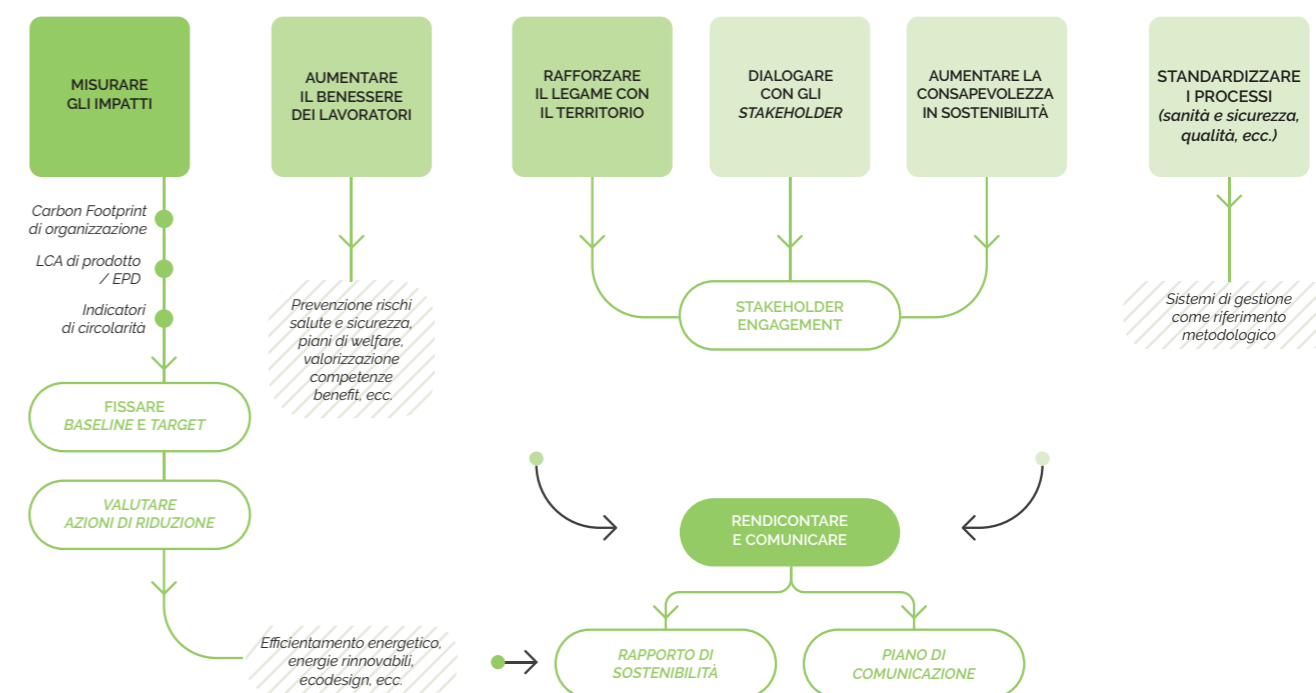 MISURARE
GLI IMPATTI
AUMENTARE
IL BENESSERE
DEI LAVORATORI
RAFFORZARE
IL LEGAME CON
IL TERRITORIO
DIALOGARE
CON GLI
STAKEHOLDER
AUMENTARE LA
CONSAPEVOLEZZA
IN SOSTENIBILITÀ
STANDARDIZZARE
I PROCESSI
(sanità e sicurezza,
qualità, ecc.)
Carbon Footprint
di organizzazione
LCA di prodotto
/ EPD
Indicatori
di circolarità
Prevenzione rischi
salute e sicurezza,
piani di welfare,
valorizzazione
competenze
benefit, ecc.
STAKEHOLDER
ENGAGEMENT
Sistemi di gestione
come riferimento
metodologico
FISSARE
BASELINE E TARGET
VALUTARE
AZIONI DI RIDUZIONE
RENDICONTARE
E COMUNICARE
Efficientamento energetico,
energie rinnovabili,
ecodesign, ecc.
RAPPORTO DI
SOSTENIBILITÀ
PIANO DI
COMUNICAZIONE